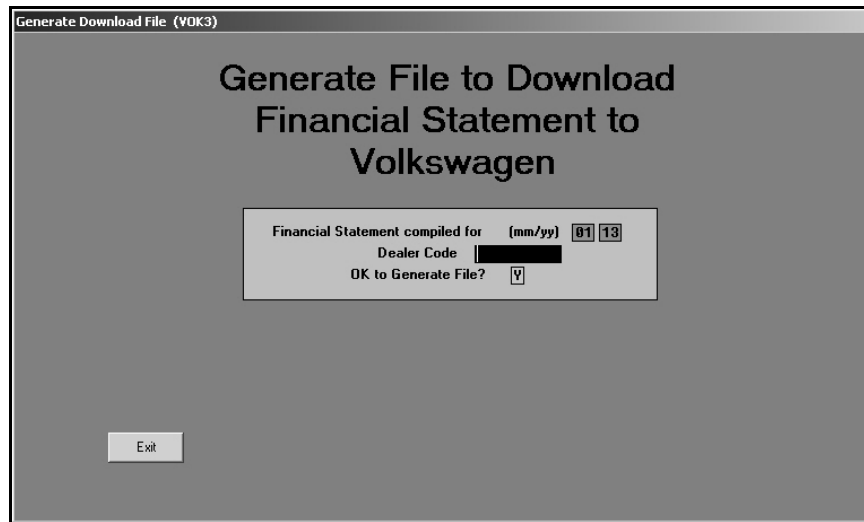 Generate Download File (VOK3)
Generate File to Download
Financial Statement to
Volkswagen
Financial Statement compiled for (mm/yy) 01 13
Dealer Code
OK to Generate File? Y
Exit